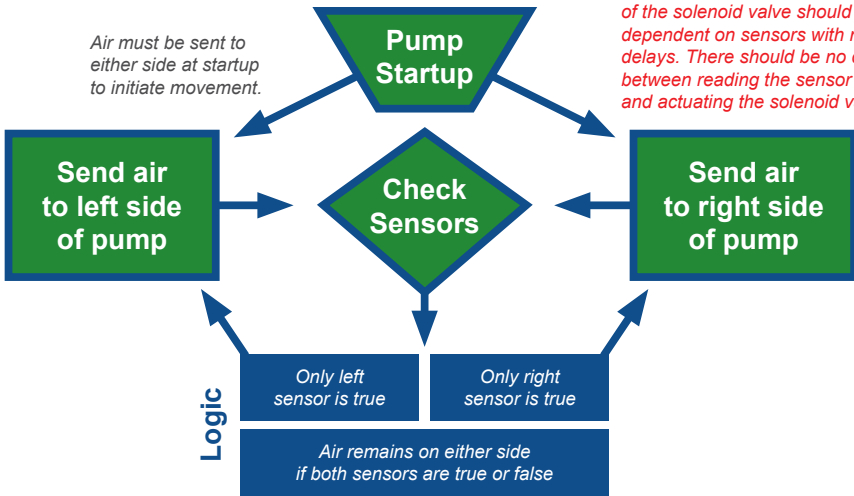 Air must be sent to
either side at startup
to initiate movement.
Pump
Startup
of the solenoid valve should
dependent on sensors with
delays. There should be no
between reading the sensor
and actuating the solenoid
Send air
to left side
of pump
Check
Sensors
Send air
to right side
of pump
Logic
Only left
sensor is true
Only right
sensor is true
Air remains on either side
if both sensors are true or false